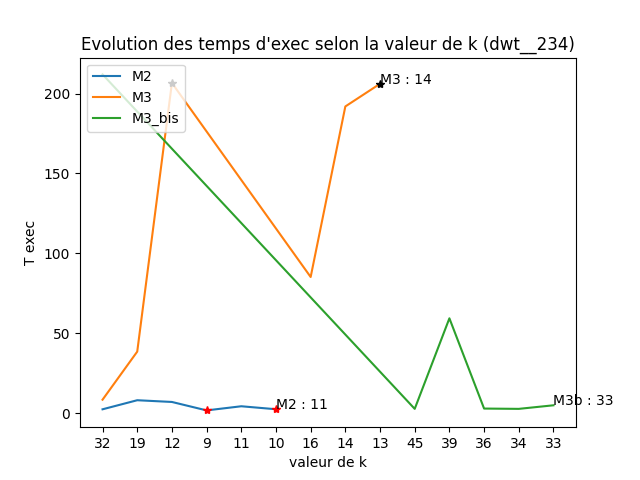 Evolution des temps d'exec selon la valeur de k (dwt__234)
M2
M3
M3_bis
M3 : 14
M2 : 11
M3b : 33
T exec
200
150
100
50
0
32 19 12 9 11 10 16 14 13 45 39 36 34 33
valeur de k